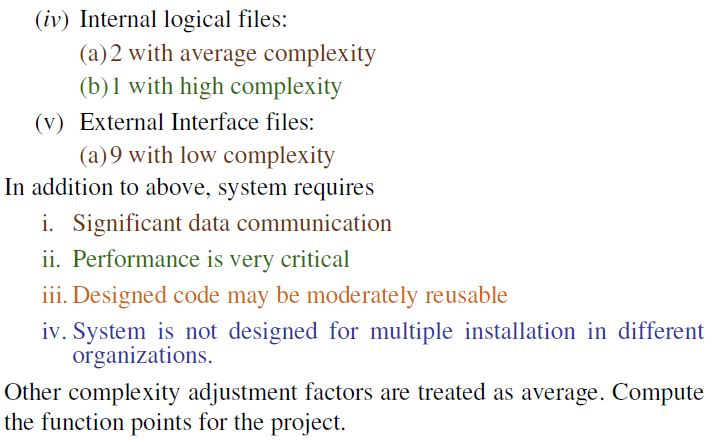 (iv) Internal logical files:
(a) 2 with average complexity
(b) 1 with high complexity
(v) External Interface files:
(a) 9 with low complexity
In addition to above, system requires
i. Significant data communication
ii. Performance is very critical
iii. Designed code may be moderately reusable
iv. System is not designed for multiple installation in different
organizations.
Other complexity adjustment factors are treated as average. Compute
the function points for the project.